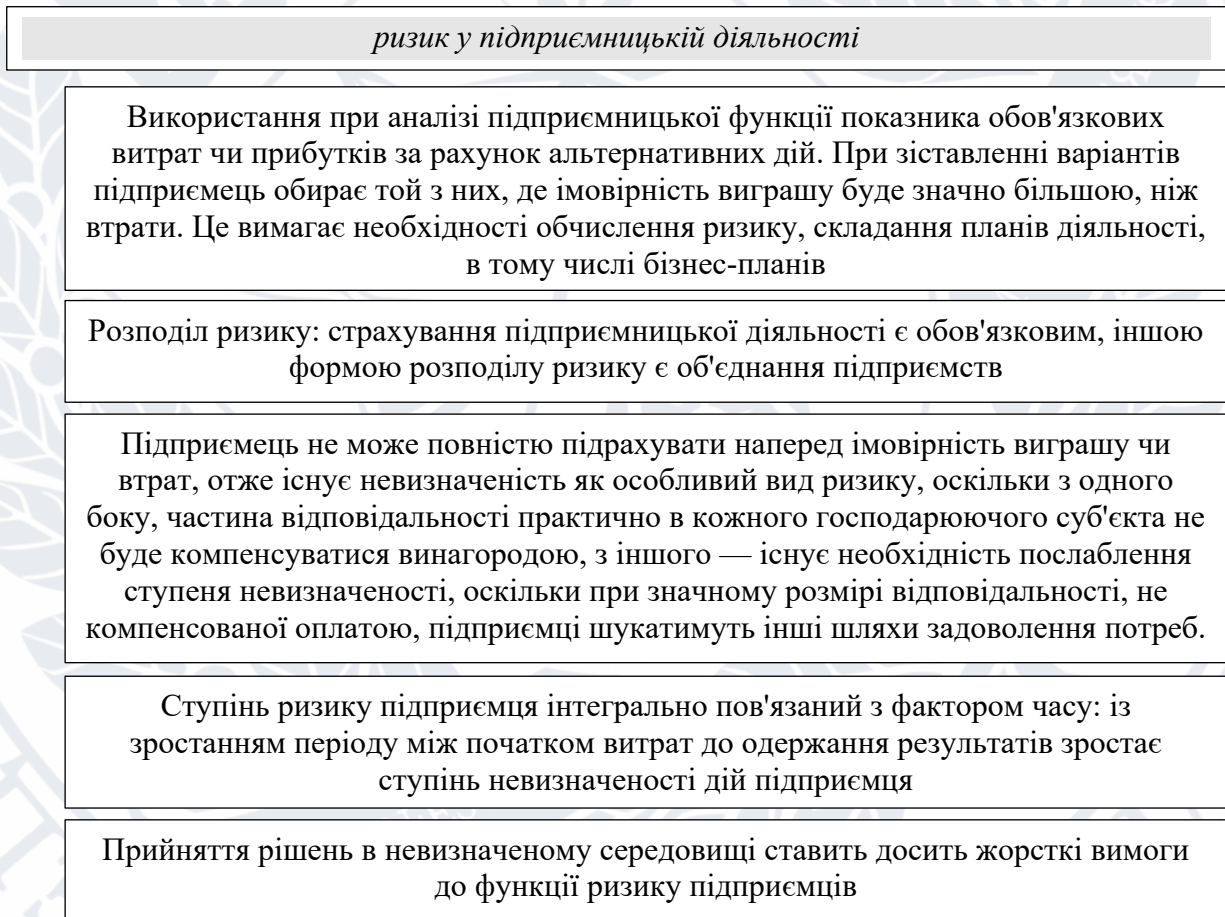 ризик у підприємницькій діяльності
Використання при аналізі підприємницької функції показника обов'язкових
витрат чи прибутків за рахунок альтернативних дій. При зіставленні варіантів
підприємець обирає той з них, де імовірність виграшу буде значно більшою, ніж
втрати. Це вимагає необхідності обчислення ризику, складання планів діяльності,
в тому числі бізнес-планів
Розподіл ризику: страхування підприємницької діяльності є обов'язковим, іншою
формою розподілу ризику є об'єднання підприємств
Підприємець не може повністю підрахувати наперед імовірність виграшу чи
втрат, отже існує невизначеність як особливий вид ризику, оскільки з одного
боку, частина відповідальності практично в кожного господарюючого суб'єкта не
буде компенсуватися винагородою, з іншого — існує необхідність послаблення
ступеня невизначеності, оскільки при значному розмірі відповідальності, не
компенсованої оплатою, підприємці шукатимуть інші шляхи задоволення потреб.
Ступінь ризику підприємця інтегрально пов'язаний з фактором часу: із
зростанням періоду між початком витрат до одержання результатів зростає
ступінь невизначеності дій підприємця
Прийняття рішень в невизначеному середовищі ставить досить жорсткі вимоги
до функції ризику підприємців